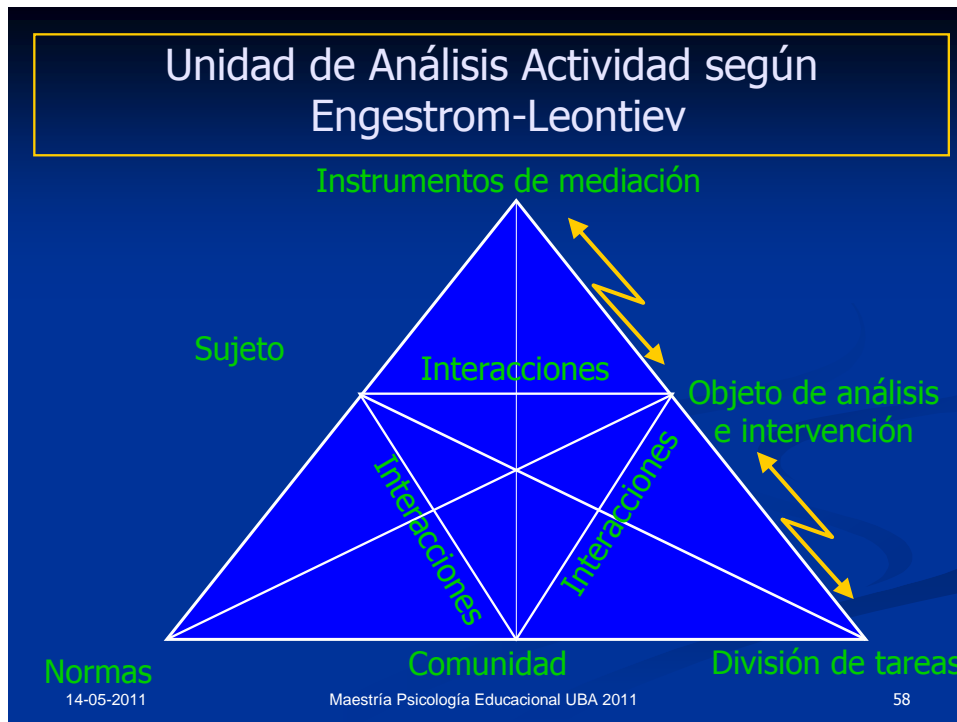 Unidad de Análisis Actividad según
Engestrom-Leontiev
Instrumentos de mediación
Sujeto
Interacciones
Objeto de análisis
e intervención
Interacciones
Interacciones
Normas
Comunidad
División de tareas
14-05-2011
Maestría Psicología Educacional UBA 2011
58